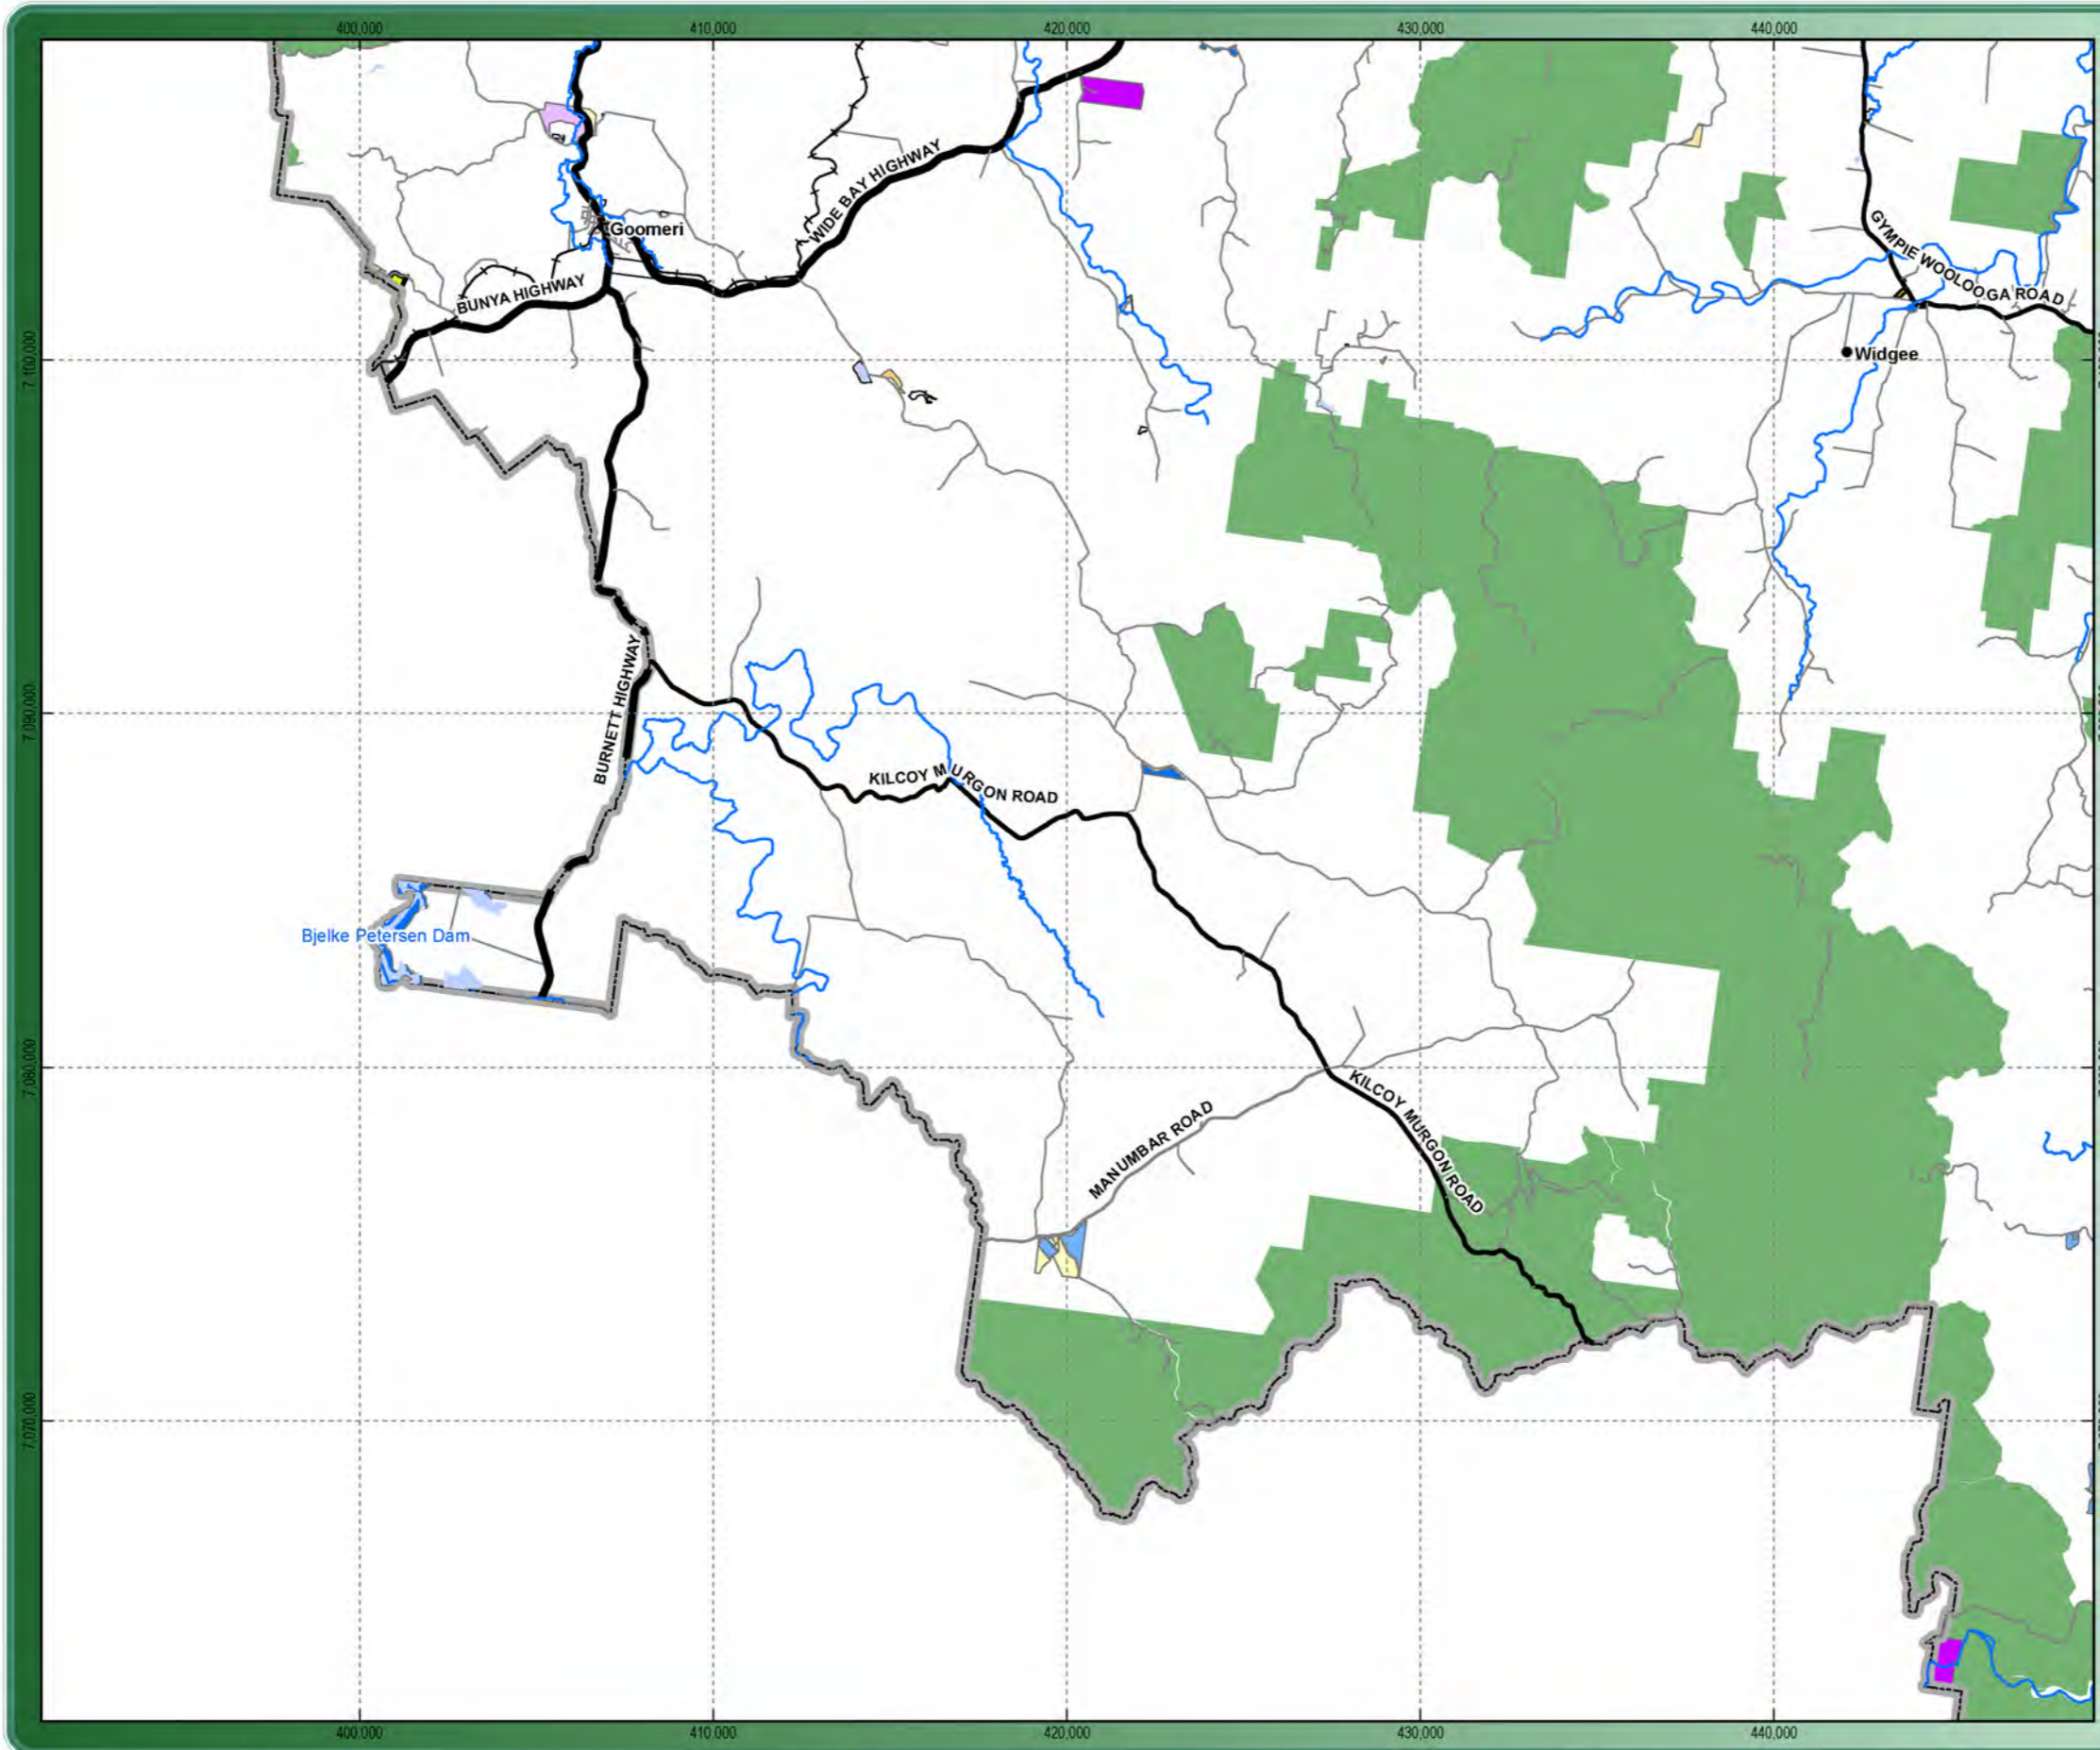 400,000
410,000
420,000
430,000
440,000
WIDE BAY HIGHWAY
Goomeri
GYMPIE WOOLOOGA ROAD
BUNYA HIGHWAY
7,100,000
Widgee
BURNETT HIGHWAY
7,090,000
KILCOY MURGON ROAD
Bjelke Petersen Dam
7,080,000
KILCOY MURGON ROAD
MANUMBAR ROAD
7,070,000
400,000
410,000
420,000
430,000
440,000